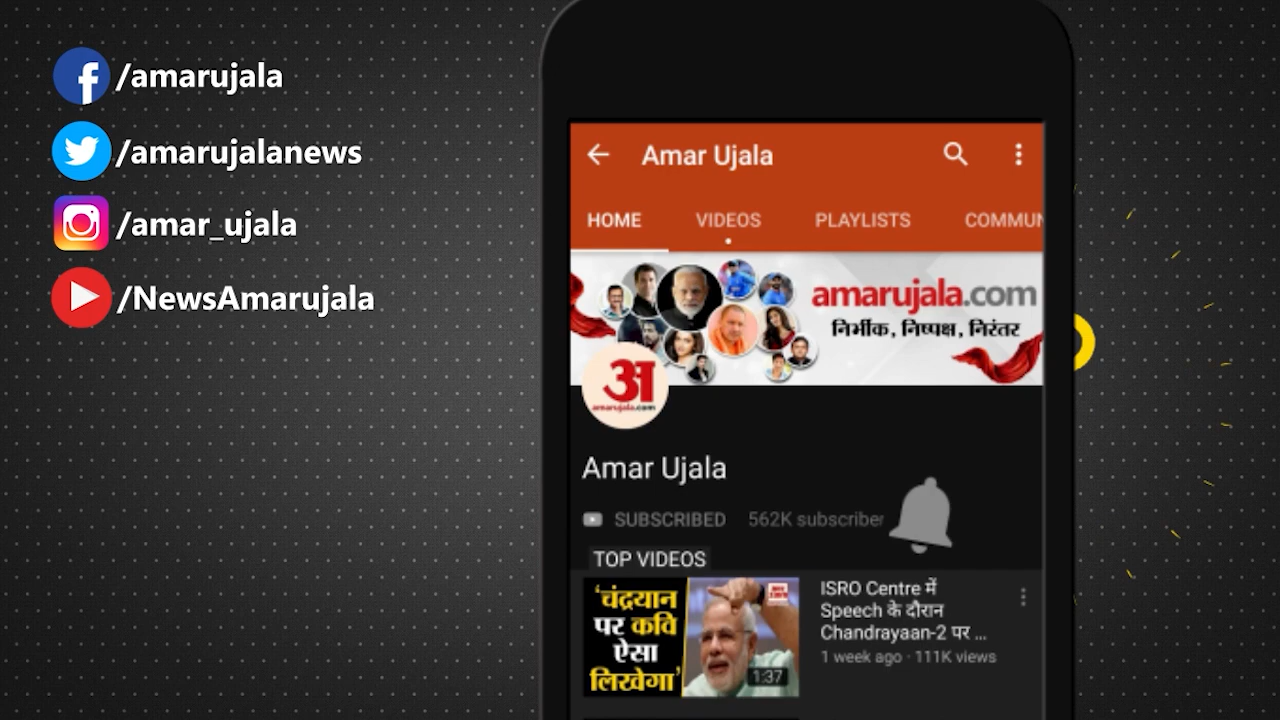 /amarujala
/amarujalanews
/amar_ujala
/NewsAmarujala
Amar Ujala
HOME VIDEOS PLAYLISTS COMMUN
amarujala.com
निर्भीक, निष्पक्ष, निरंतर
अ
amarujala.com
Amar Ujala
SUBSCRIBED 562K subscriber
TOP VIDEOS
'चंद्रयान
पर कवि
ऐसा
लिखेगा'
1:37
ISRO Centre में
Speech के दौरान
Chandrayaan-2 पर ...
1 week ago · 111K views